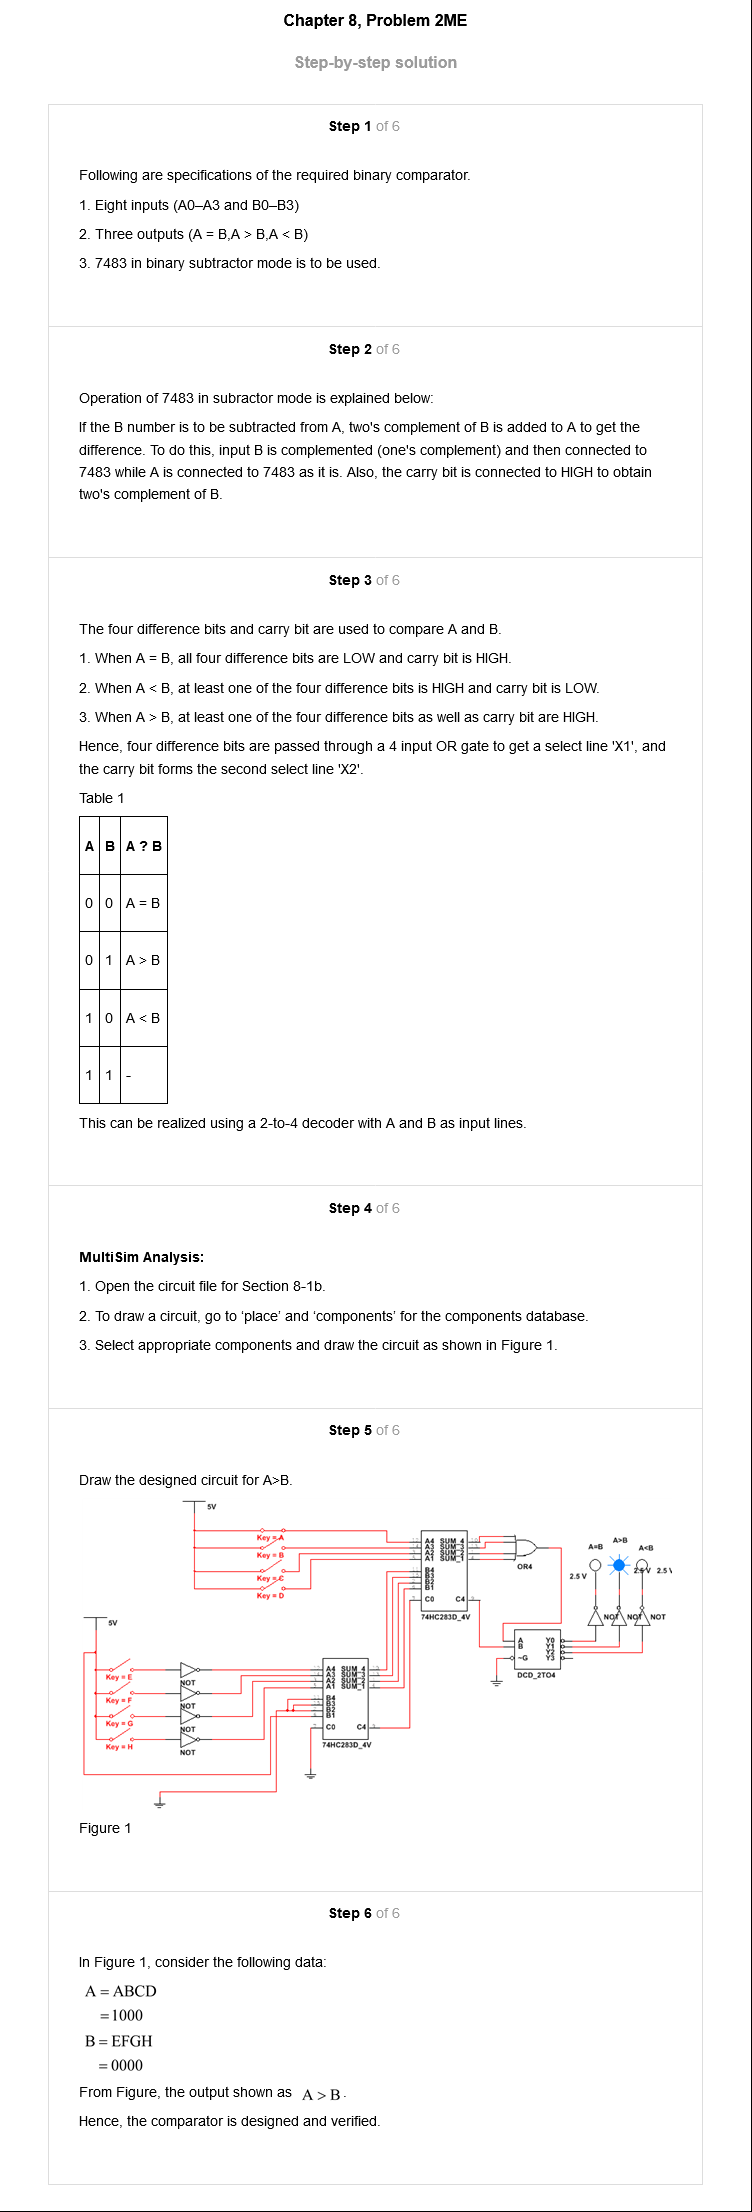 Chapter 8, Problem 2ME
Step-by-step solution
Step 1 of 6
Following are specifications of the required binary comparator.
1. Eight inputs (A0–A3 and B0–B3)
2. Three outputs (A = B,A > B,A < B)
3. 7483 in binary subtractor mode is to be used.
Step 2 of 6
Operation of 7483 in subractor mode is explained below:
If the B number is to be subtracted from A, two's complement of B is added to A to get the
difference. To do this, input B is complemented (one's complement) and then connected to
7483 while A is connected to 7483 as it is. Also, the carry bit is connected to HIGH to obtain
two's complement of B.
Step 3 of 6
The four difference bits and carry bit are used to compare A and B.
1. When A = B, all four difference bits are LOW and carry bit is HIGH.
2. When A < B, at least one of the four difference bits is HIGH and carry bit is LOW.
3. When A > B, at least one of the four difference bits as well as carry bit are HIGH.
Hence, four difference bits are passed through a 4 input OR gate to get a select line 'X1', and
the carry bit forms the second select line 'X2'.
Table 1
A B A ? B
0 0 A = B
0 1 A > B
1 0 A < B
1 1 -
This can be realized using a 2-to-4 decoder with A and B as input lines.
Step 4 of 6
MultiSim Analysis:
1. Open the circuit file for Section 8-1b.
2. To draw a circuit, go to ‘place’ and ‘components’ for the components database.
3. Select appropriate components and draw the circuit as shown in Figure 1.
Step 5 of 6
Draw the designed circuit for A>B.
5V
Key = A
Key = B
Key = C
Key = D
A4 SUM_4
A3 SUM_3
A2 SUM_2
A1 SUM_1
B4
B3
B2
B1
C0 C4
74HC283D_4V
OR4
A=B
A>B
A<B
2.5 V
2.5 V
2.5 V
NOT
NOT
NOT
A Y0
B Y1
Y2
~G Y3
DCD_2TO4
5V
Key = E
Key = F
Key = G
Key = H
NOT
NOT
NOT
NOT
A4 SUM_4
A3 SUM_3
A2 SUM_2
A1 SUM_1
B4
B3
B2
B1
C0 C4
74HC283D_4V
Figure 1
Step 6 of 6
In Figure 1, consider the following data:
A = ABCD
= 1000
B = EFGH
= 0000
From Figure, the output shown as A > B.
Hence, the comparator is designed and verified.